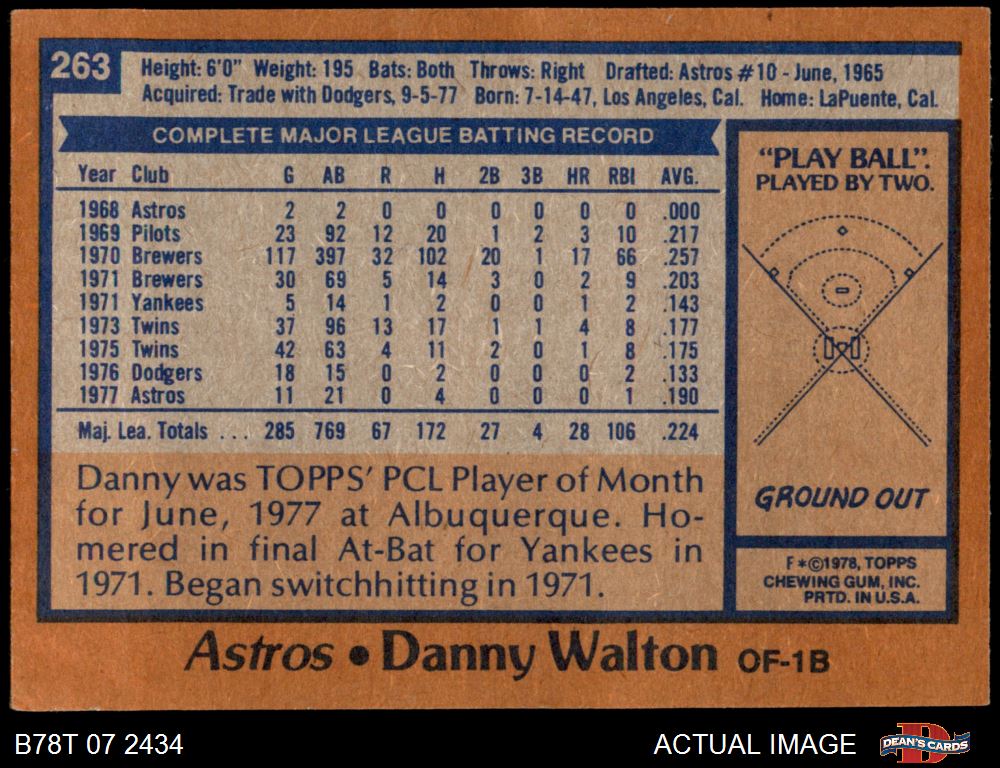 263
Height: 6'0" Weight: 195 Bats: Both Throws: Right Drafted: Astros #10 - June, 1965
Acquired: Trade with Dodgers, 9-5-77 Born: 7-14-47, Los Angeles, Cal. Home: LaPuente, Cal.
COMPLETE MAJOR LEAGUE BATTING RECORD
Year Club G AB R H 2B 3B HR RBI AVG.
1968 Astros 2 2 0 0 0 0 0 0 .000
1969 Pilots 23 92 12 20 1 2 3 10 .217
1970 Brewers 117 397 32 102 20 1 17 66 .257
1971 Brewers 30 69 5 14 3 0 2 9 .203
1971 Yankees 5 14 1 2 0 0 1 2 .143
1973 Twins 37 96 13 17 1 1 4 8 .177
1975 Twins 42 63 4 11 2 0 1 8 .175
1976 Dodgers 18 15 0 2 0 0 0 2 .133
1977 Astros 11 21 0 4 0 0 0 1 .190
Maj. Lea. Totals ... 285 769 67 172 27 4 28 106 .224
Danny was TOPPS' PCL Player of Month
for June, 1977 at Albuquerque. Ho-
mered in final At-Bat for Yankees in
1971. Began switchhitting in 1971.
"PLAY BALL".
PLAYED BY TWO.
GROUND OUT
F*©1978, TOPPS
CHEWING GUM, INC.
PRTD. IN U.S.A.
Astros • Danny Walton OF-1B
B78T 07 2434
ACTUAL IMAGE
DEAN'S CARDS